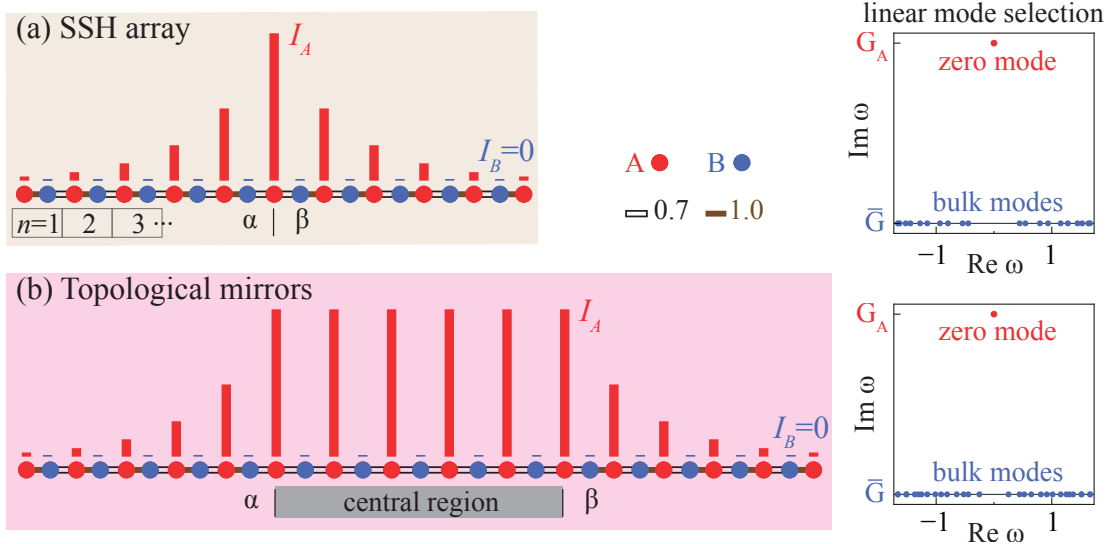 (a) SSH array
I_A
I_B=0
n=1 2 3 ...
α | β
A B
0.7 1.0
linear mode selection
G_A
zero mode
Im ω
bulk modes
Ḡ
−1 1
Re ω
(b) Topological mirrors
I_A
I_B=0
α central region β
G_A
zero mode
Im ω
bulk modes
Ḡ
−1 1
Re ω